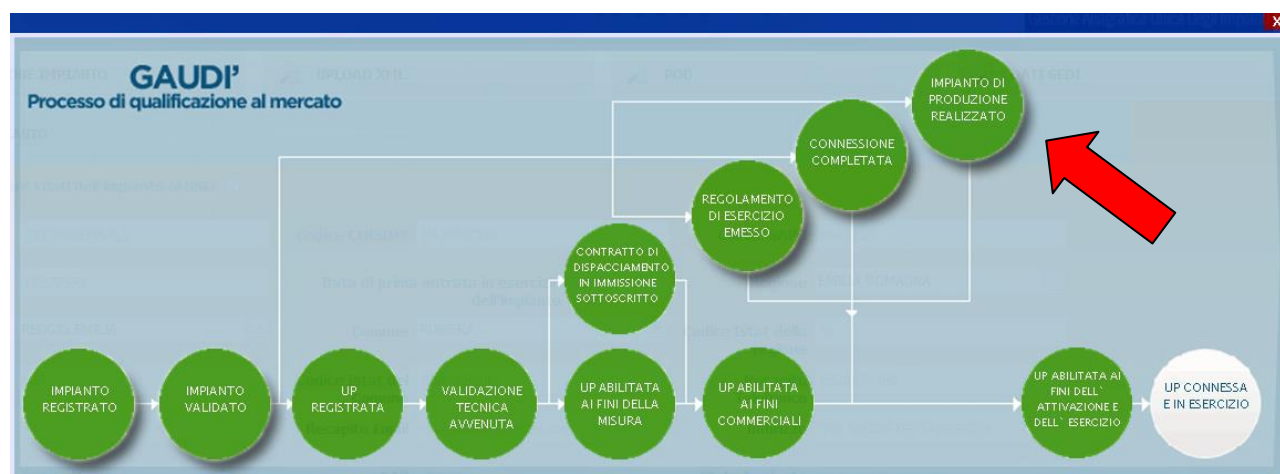 GAUDI'
Processo di qualificazione al mercato
X
UPLOAD XML
IMPIANTO DI
PRODUZIONE
REALIZZATO
CONNESSIONE
COMPLETATA
REGOLAMENTO
DI ESERCIZIO
EMESSO
CONTRATTO DI
DISPACCIAMENTO
IN IMMISSIONE
SOTTOSCRITTO
IMPIANTO
REGISTRATO
IMPIANTO
VALIDATO
UP
REGISTRATA
VALIDAZIONE
TECNICA
AVVENUTA
UP ABILITATA
AI FINI DELLA
MISURA
UP ABILITATA
AI FINI
COMMERCIALI
UP ABILITATA AI
FINI DELL`
ATTIVAZIONE E
DELL` ESERCIZIO
UP CONNESSA
E IN ESERCIZIO